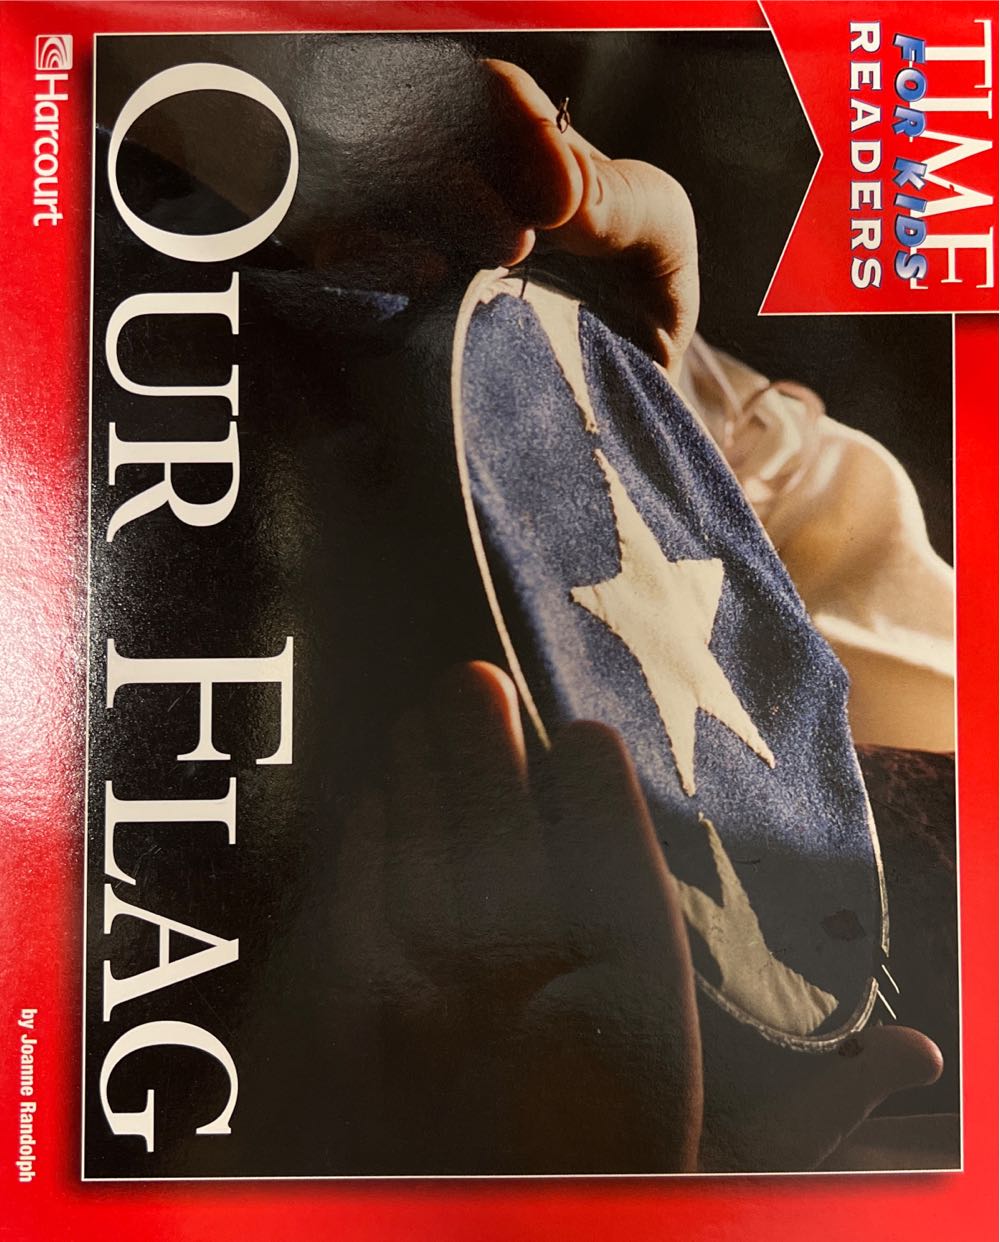 TIME
FOR KIDS
READERS
OUR FLAG
Harcourt
by Joanne Randolph